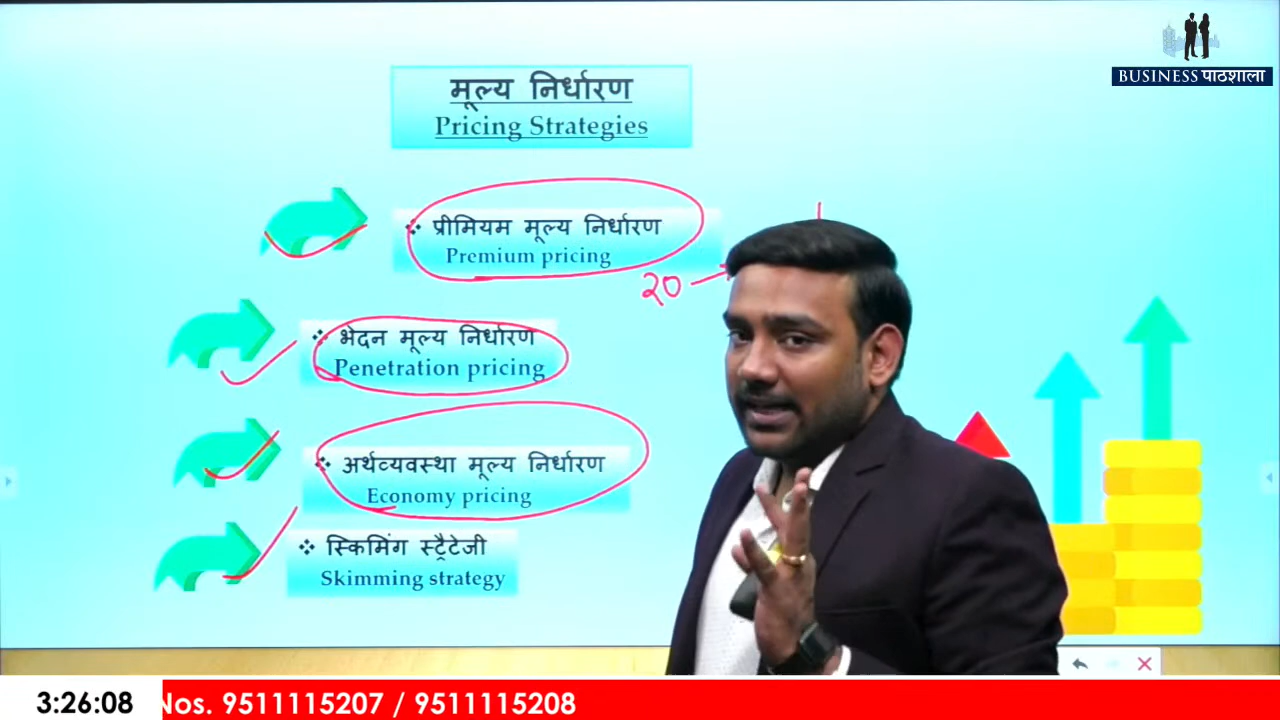 BUSINESS पाठशाला
मूल्य निर्धारण
Pricing Strategies
प्रीमियम मूल्य निर्धारण
Premium pricing
२०
भेदन मूल्य निर्धारण
Penetration pricing
अर्थव्यवस्था मूल्य निर्धारण
Economy pricing
स्किमिंग स्ट्रैटेजी
Skimming strategy
3:26:08 Nos. 9511115207 / 9511115208